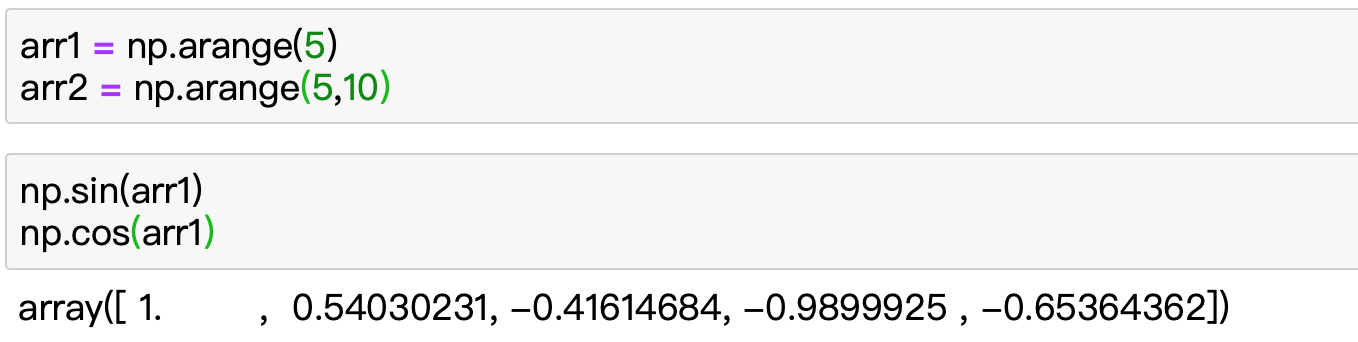 arr1 = np.arange(5)
arr2 = np.arange(5,10)
np.sin(arr1)
np.cos(arr1)
array([ 1.        ,  0.54030231, -0.41614684, -0.9899925 , -0.65364362])